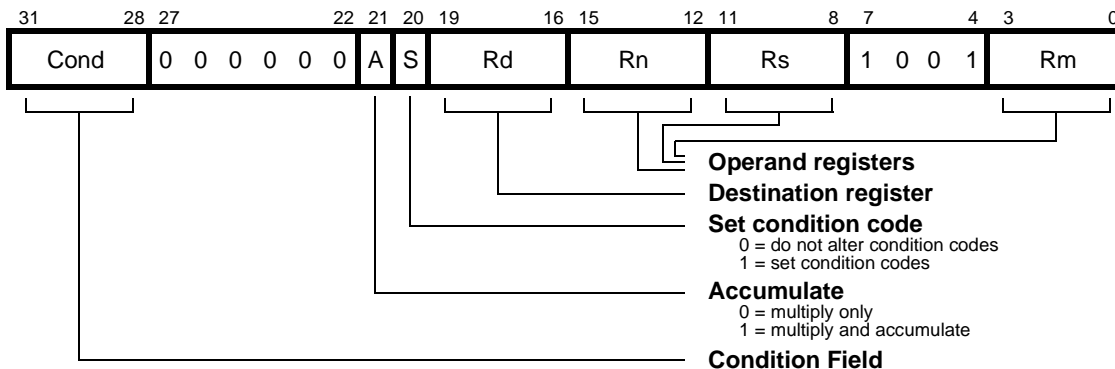 31 28 27 22 21 20 19 16 15 12 11 8 7 4 3 0
Cond 0 0 0 0 0 0 A S Rd Rn Rs 1 0 0 1 Rm
Operand registers
Destination register
Set condition code
0 = do not alter condition codes
1 = set condition codes
Accumulate
0 = multiply only
1 = multiply and accumulate
Condition Field